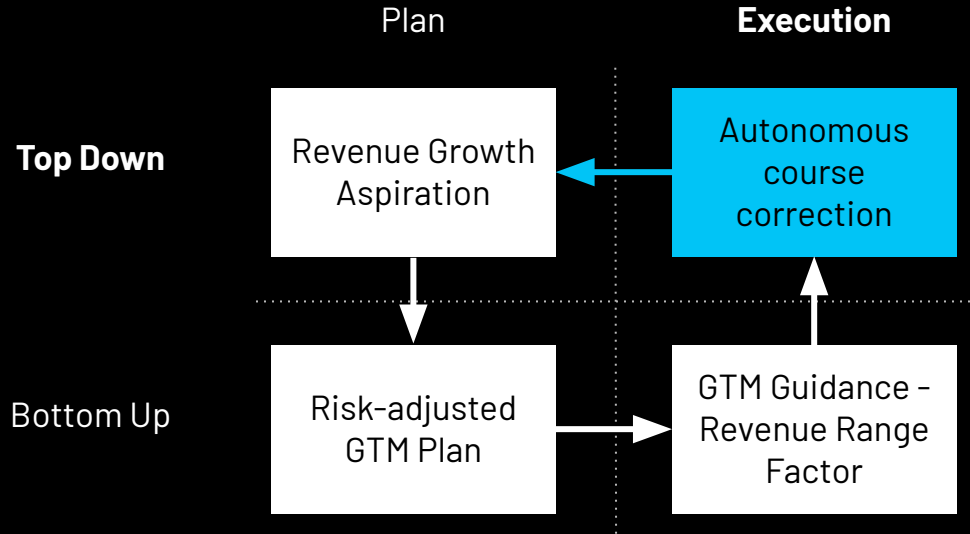 Plan
Execution
Top Down
Revenue Growth
Aspiration
Autonomous
course
correction
Bottom Up
Risk-adjusted
GTM Plan
GTM Guidance -
Revenue Range
Factor